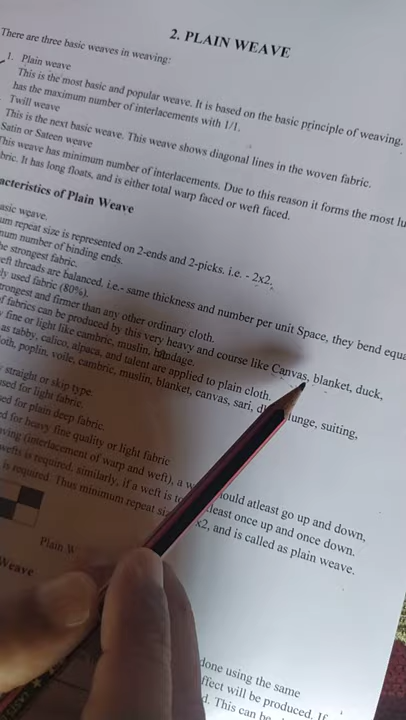 2. PLAIN WEAVE
There are three basic weaves in weaving:
1. Plain weave
This is the most basic and popular weave. It is based on the basic principle of weaving.
has the maximum number of interlacements with 1/1.
Twill weave
This is the next basic weave. This weave shows diagonal lines in the woven fabric.
Satin or Sateen weave
This weave has minimum number of interlacements. Due to this reason it forms the most lu
bric. It has long floats, and is either total warp faced or weft faced.
acteristics of Plain Weave
asic weave.
um repeat size is represented on 2-ends and 2-picks. i.e. - 2x2,
num number of binding ends.
he strongest fabric.
eft threads are balanced, i.e.- same thickness and number per unit Space, they bend equa
ly used fabric (80%).
trongest and firmer than any other ordinary cloth.
f fabrics can be produced by this very heavy and course like Canvas, blanket, duck,
y fine or light like cambric, muslin, bandage.
as tabby, calico, alpaca, and talent are applied to plain cloth.
loth, poplin, voile, cambric, muslin, blanket, canvas, sari, d lunge, suiting,
y straight or skip type
used for light fabric.
sed for plain deep fabric.
ed for heavy fine quality or light fabric
ving (interlacement of warp and weft), a w ould atleast go up and down,
wefts is required, similarly, if a weft is to tleast once up and once down.
is required. Thus minimum repeat siz x2, and is called as plain weave.
Plain W
Weave
done using the same
ffect will be produced. If
d. This can be